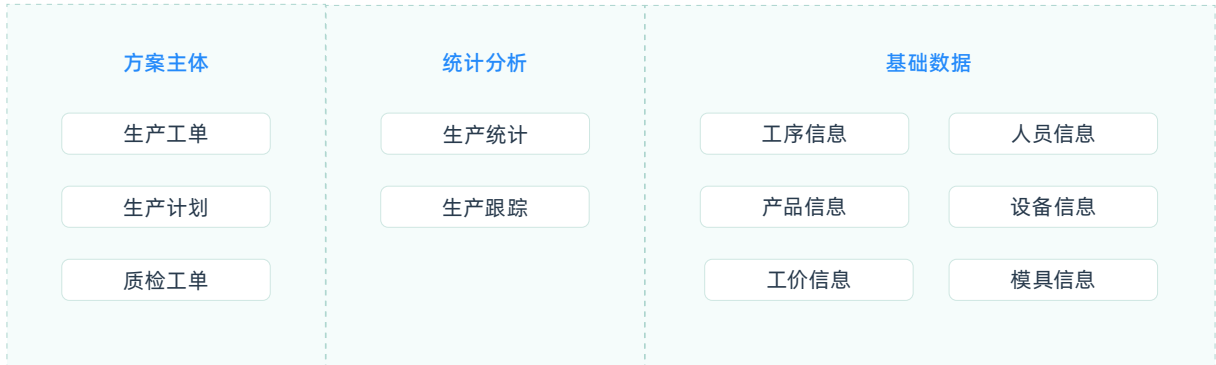 方案主体
生产工单
生产计划
质检工单
统计分析
生产统计
生产跟踪
基础数据
工序信息
人员信息
产品信息
设备信息
工价信息
模具信息